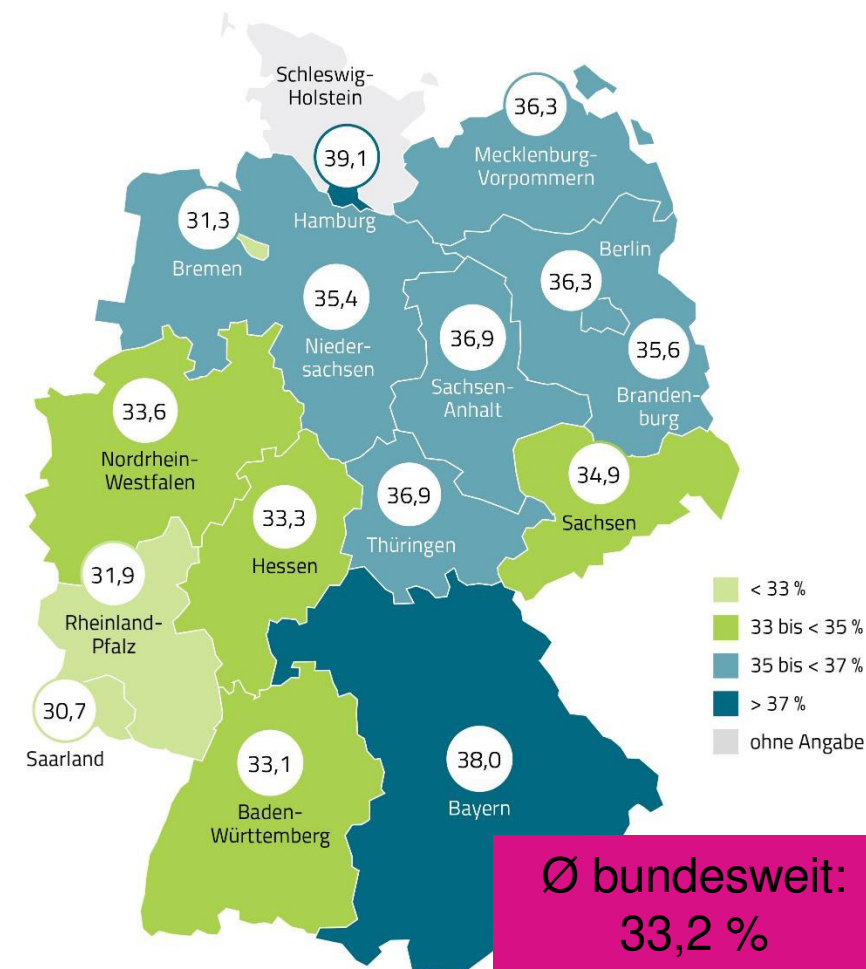 Schleswig-
Holstein
39,1
Hamburg
36,3
Mecklenburg-
Vorpommern
31,3
Bremen
35,4
Nieder-
sachsen
Berlin
36,3
36,9
Sachsen-
Anhalt
35,6
Branden-
burg
33,6
Nordrhein-
Westfalen
33,3
Hessen
36,9
Thüringen
34,9
Sachsen
31,9
Rheinland-
Pfalz
30,7
Saarland
33,1
Baden-
Württemberg
38,0
Bayern
< 33 %
33 bis < 35 %
35 bis < 37 %
> 37 %
ohne Angabe
Ø bundesweit:
33,2 %